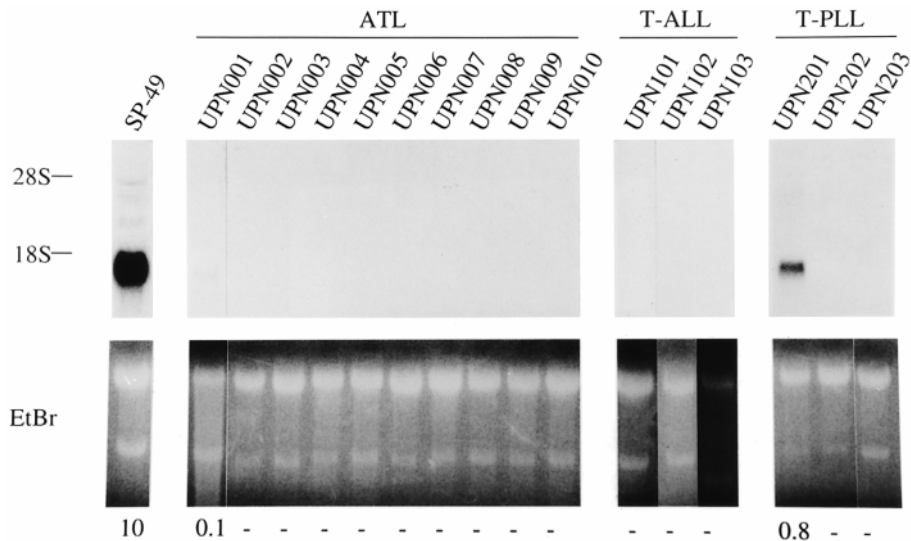 ATL T-ALL T-PLL
SP-49 UPN001 UPN002 UPN003 UPN004 UPN005 UPN006 UPN007 UPN008 UPN009 UPN010 UPN101 UPN102 UPN103 UPN201 UPN202 UPN203
28S—
18S—
EtBr
10 0.1 - - - - - - - - - - - - 0.8 - -